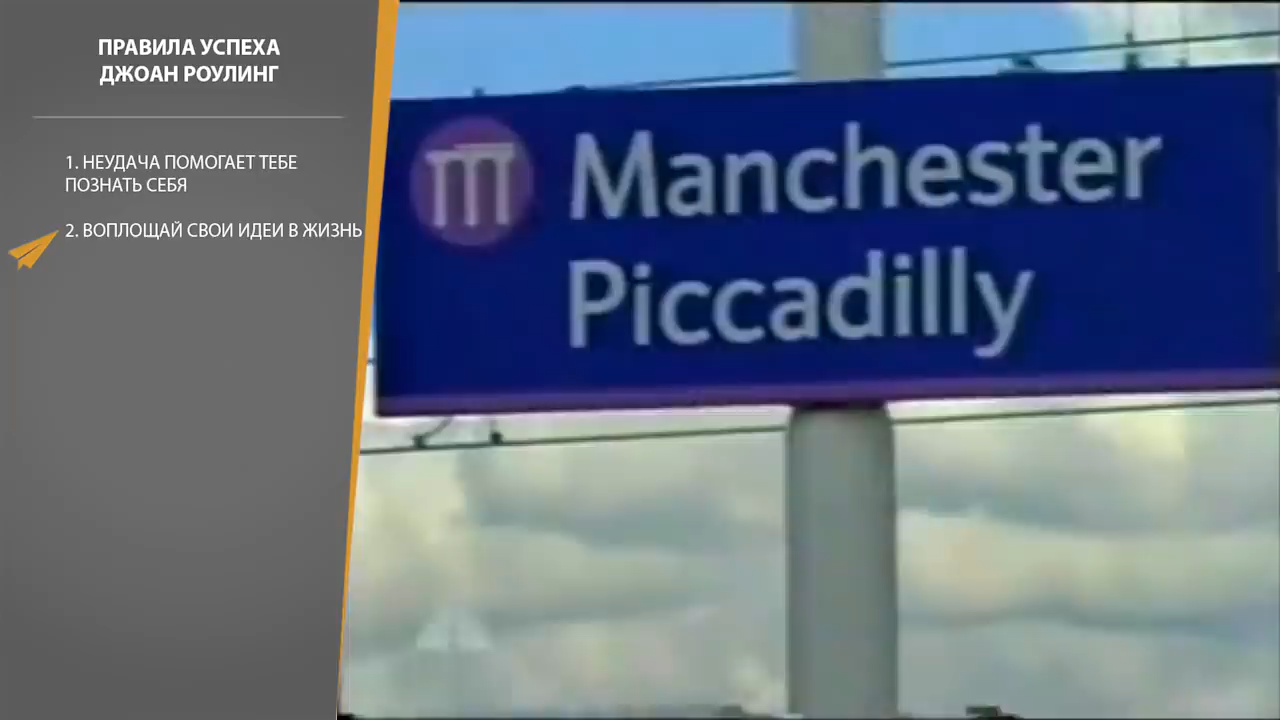 ПРАВИЛА УСПЕХА
ДЖОАН РОУЛИНГ
1. НЕУДАЧА ПОМОГАЕТ ТЕБЕ
ПОЗНАТЬ СЕБЯ
2. ВОПЛОЩАЙ СВОИ ИДЕИ В ЖИЗНЬ
Manchester
Piccadilly